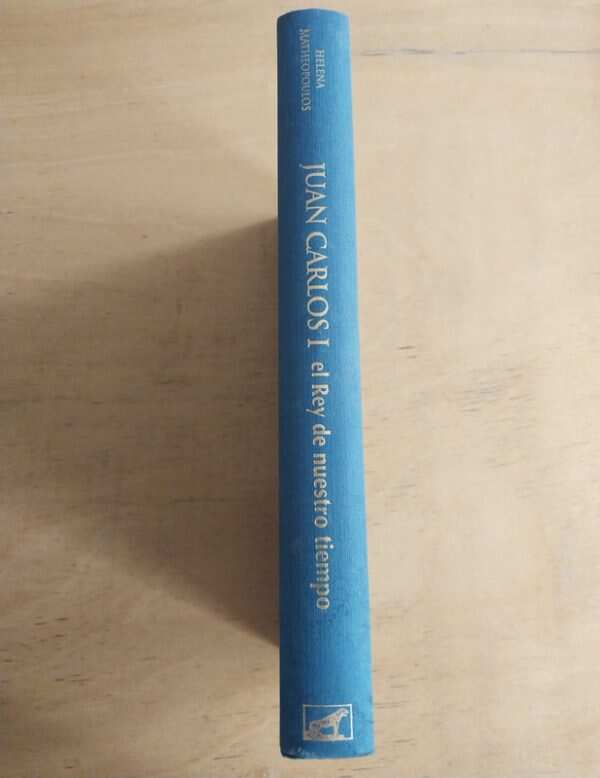 HELENA
MATHEOPOULOS
JUAN CARLOS I el Rey de nuestro tiempo